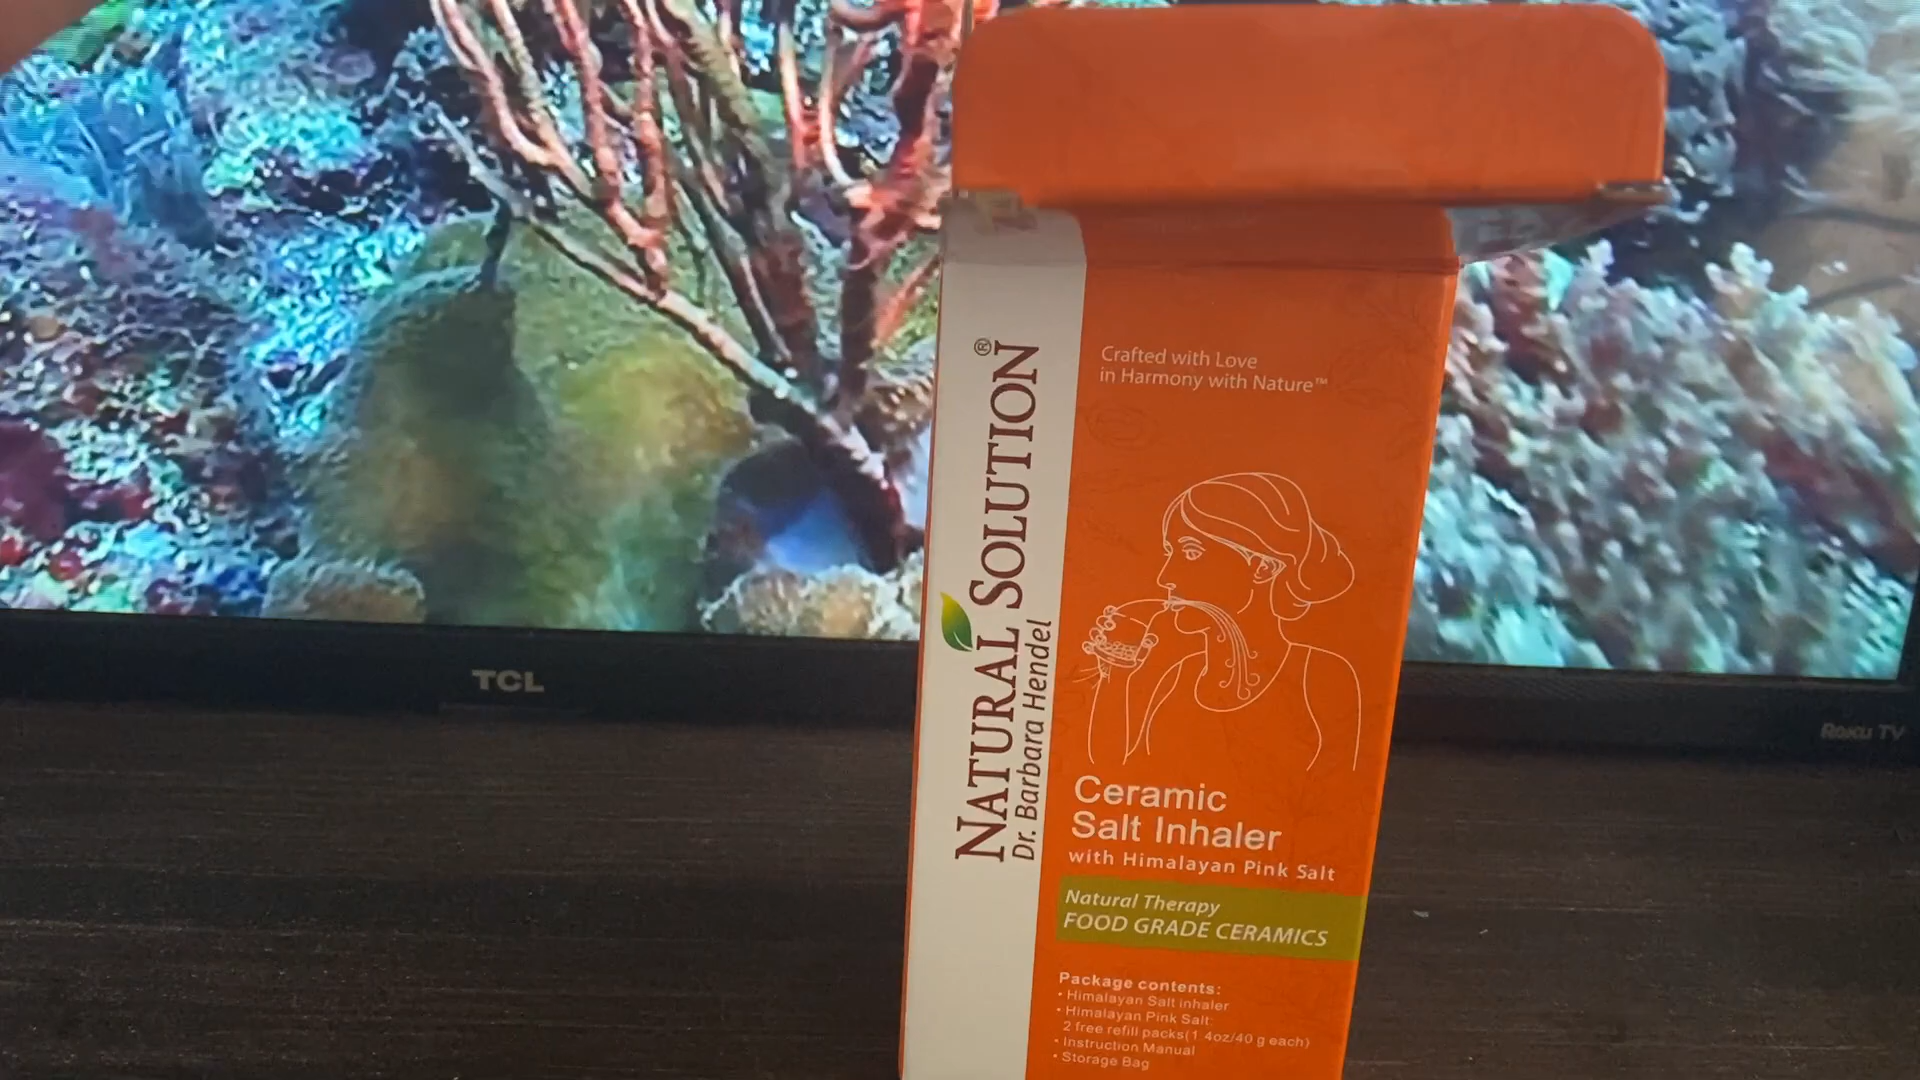 Crafted with Love
in Harmony with Nature™
NATURAL SOLUTION®
Dr. Barbara Hendel
Ceramic
Salt Inhaler
with Himalayan Pink Salt
Natural Therapy
FOOD GRADE CERAMICS
Package contents:
• Himalayan Salt inhaler
• Himalayan Pink Salt:
2 free refill packs(1 4oz/40 g each)
• Instruction Manual
• Storage Bag
TCL
Roku TV